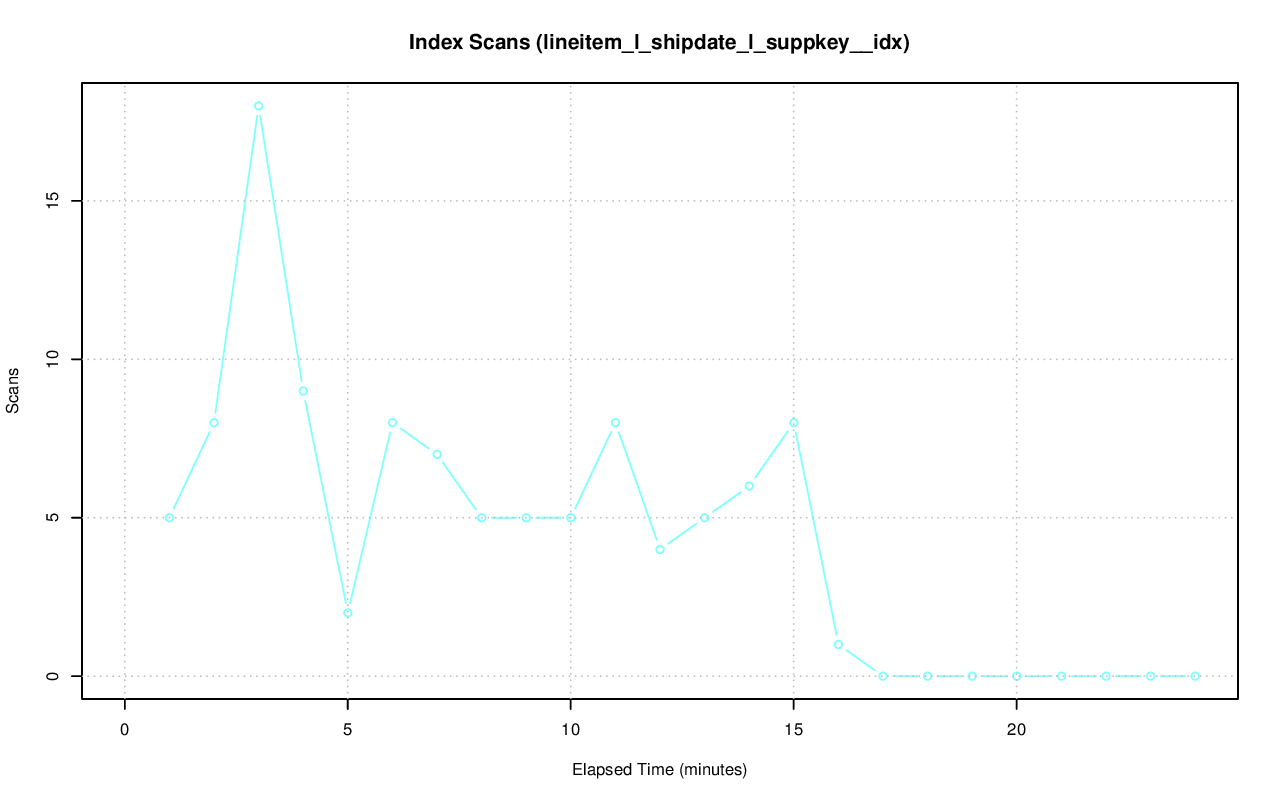 Index Scans (lineitem_l_shipdate_l_suppkey__idx)
Scans
15
10
5
0
0 5 10 15 20
Elapsed Time (minutes)